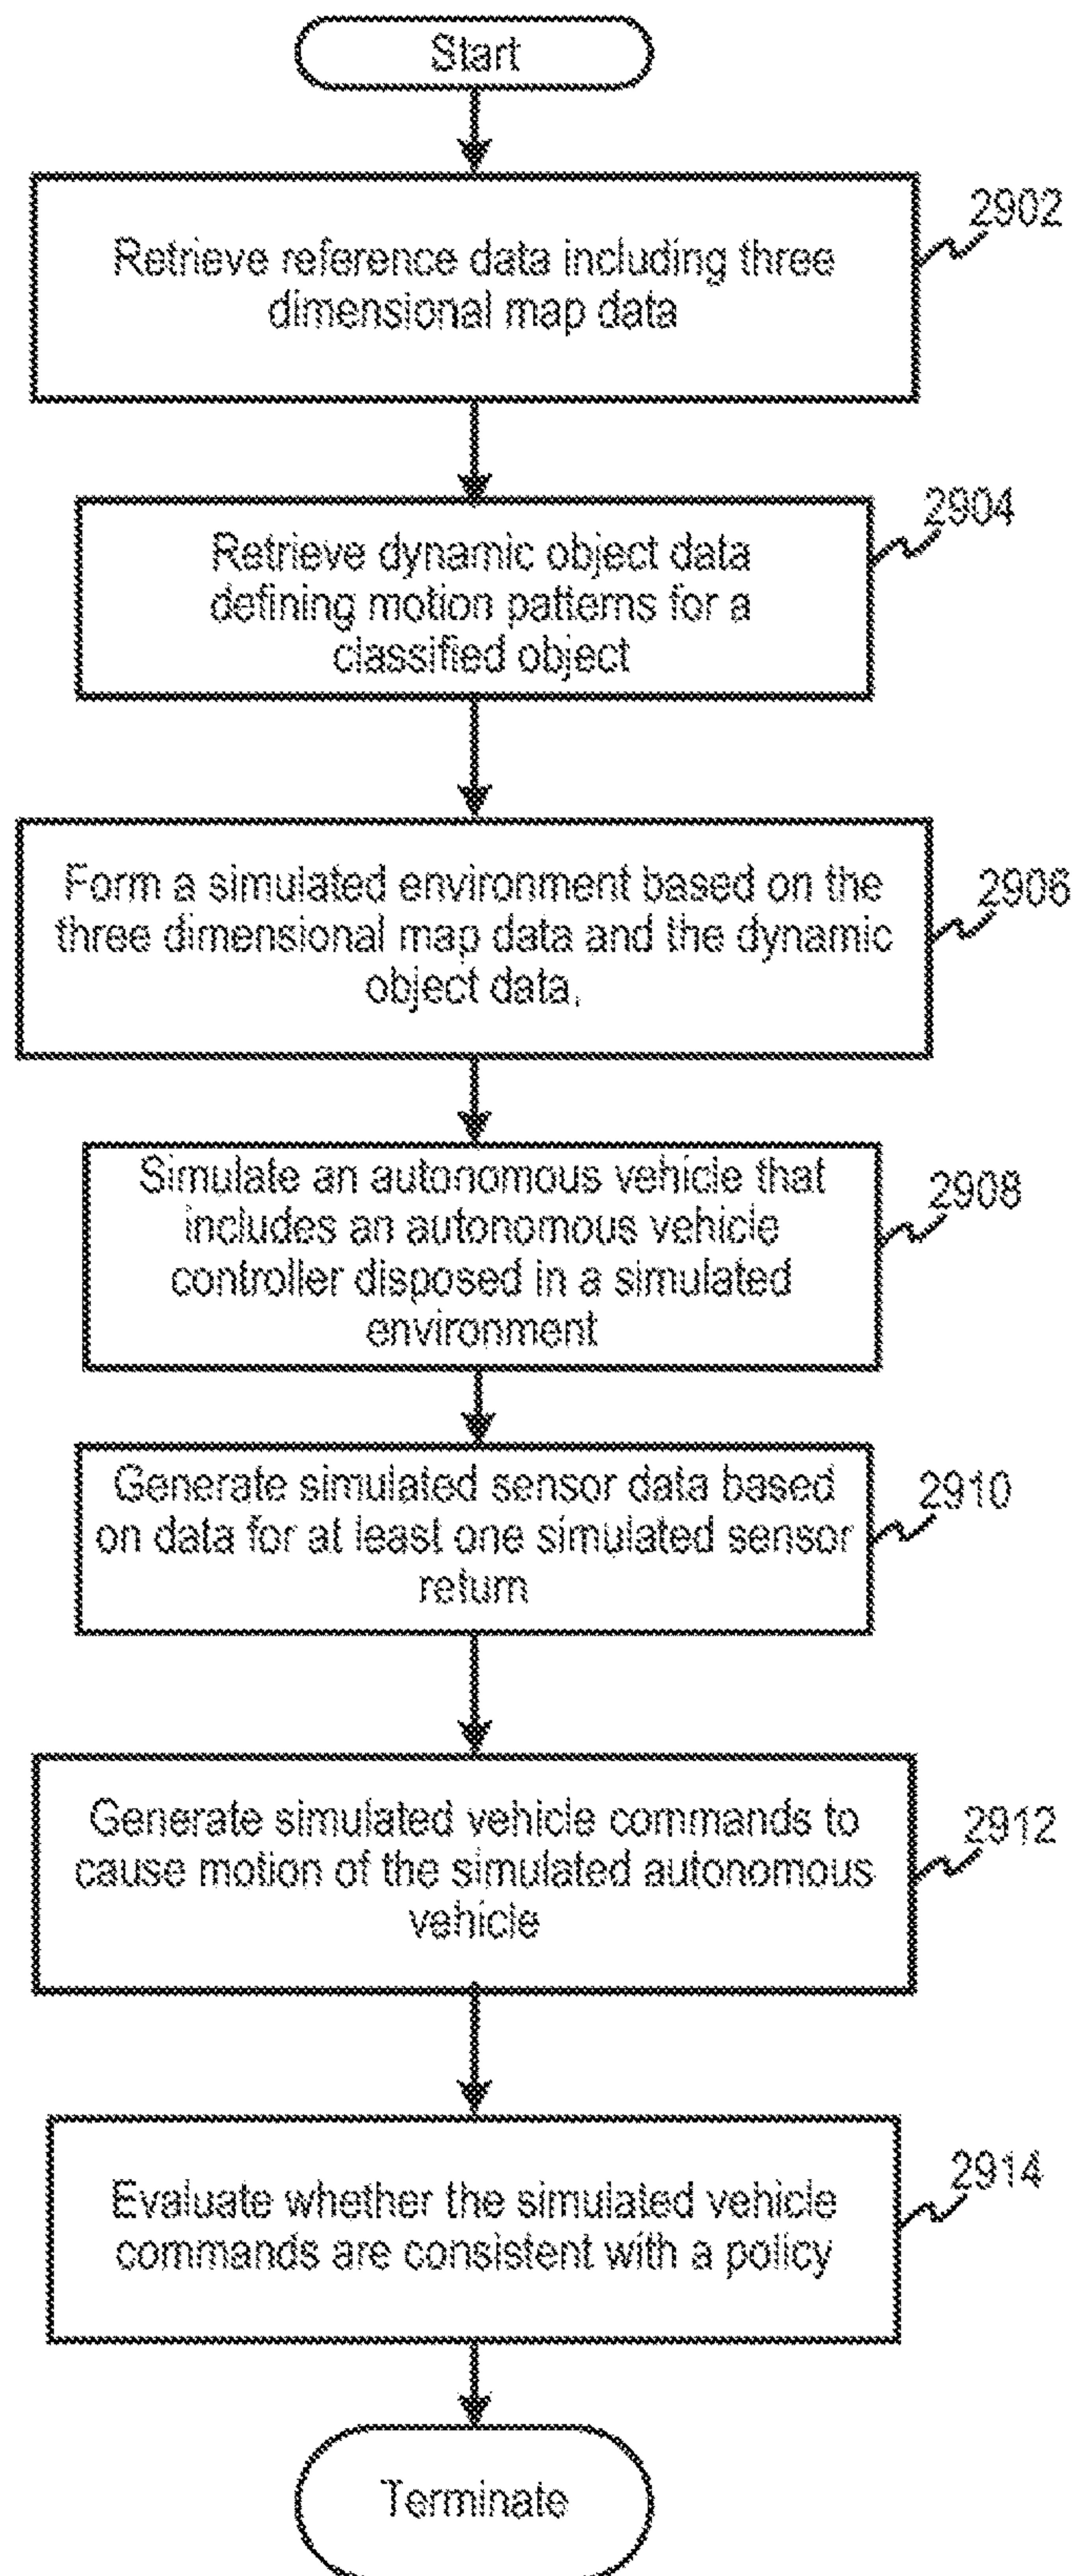 Start
2902
Retrieve reference data including three
dimensional map data
2904
Retrieve dynamic object data
defining motion patterns for a
classified object
2906
Form a simulated environment based on the
three dimensional map data and the dynamic
object data.
2908
Simulate an autonomous vehicle that
includes an autonomous vehicle
controller disposed in a simulated
environment
2910
Generate simulated sensor data based
on data for at least one simulated sensor
return
2912
Generate simulated vehicle commands to
cause motion of the simulated autonomous
vehicle
2914
Evaluate whether the simulated vehicle
commands are consistent with a policy
Terminate